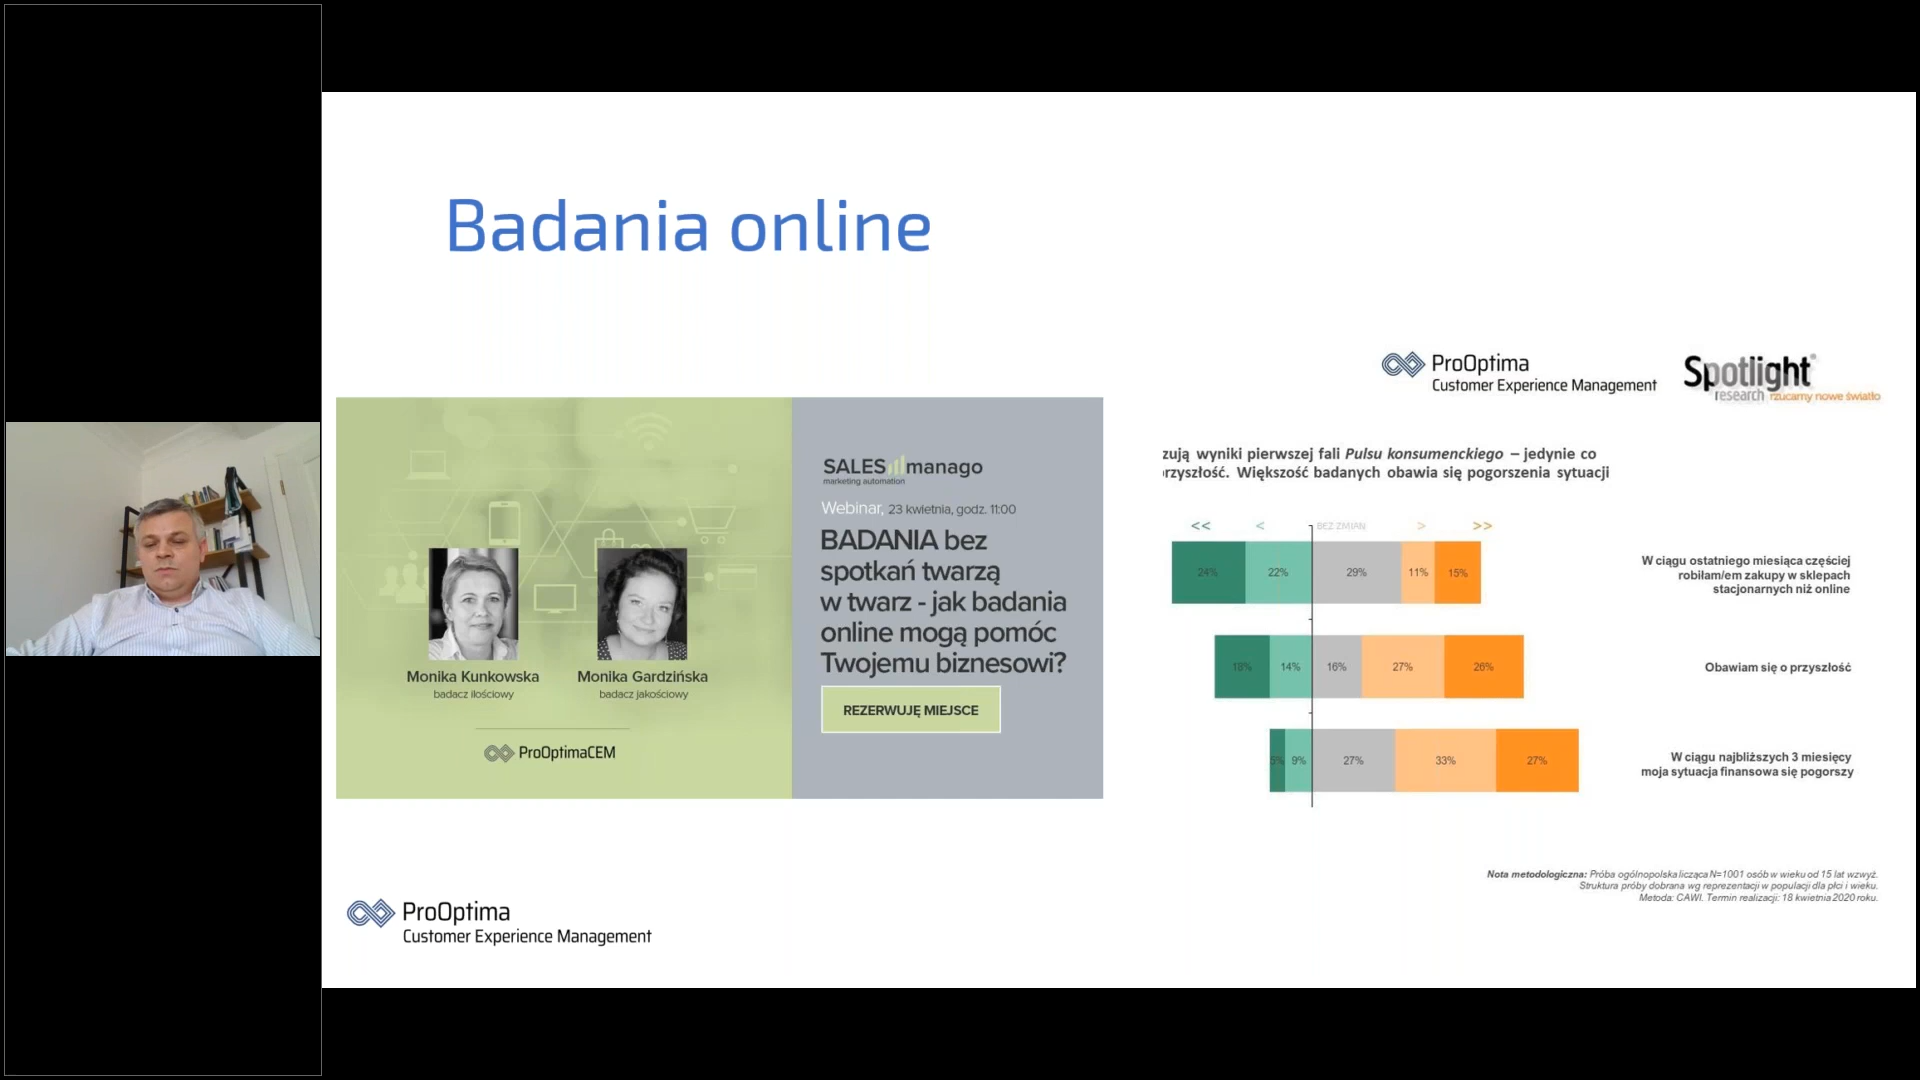 Badania online
SALES manago
marketing automation
Webinar, 23 kwietnia, godz. 11:00
BADANIA bez
spotkań twarzą
w twarz - jak badania
online mogą pomóc
Twojemu biznesowi?
REZERWUJĘ MIEJSCE
Monika Kunkowska
badacz ilościowy
Monika Gardzińska
badacz jakościowy
ProOptimaCEM
ProOptima
Customer Experience Management
Spotlight®
research rzucamy nowe światło
zują wyniki pierwszej fali Pulsu konsumenckiego – jedynie co
rzyszłość. Większość badanych obawia się pogorszenia sytuacji
<< < BEZ ZMIAN > >>
24% 22% 29% 11% 15%
W ciągu ostatniego miesiąca częściej
robiłam/em zakupy w sklepach
stacjonarnych niż online
18% 14% 16% 27% 26%
Obawiam się o przyszłość
5% 9% 27% 33% 27%
W ciągu najbliższych 3 miesięcy
moja sytuacja finansowa się pogorszy
Nota metodologiczna: Próba ogólnopolska licząca N=1001 osób w wieku od 15 lat wzwyż.
Struktura próby dobrana wg reprezentacji w populacji dla płci i wieku.
Metoda: CAWI. Termin realizacji: 18 kwietnia 2020 roku.
ProOptima
Customer Experience Management